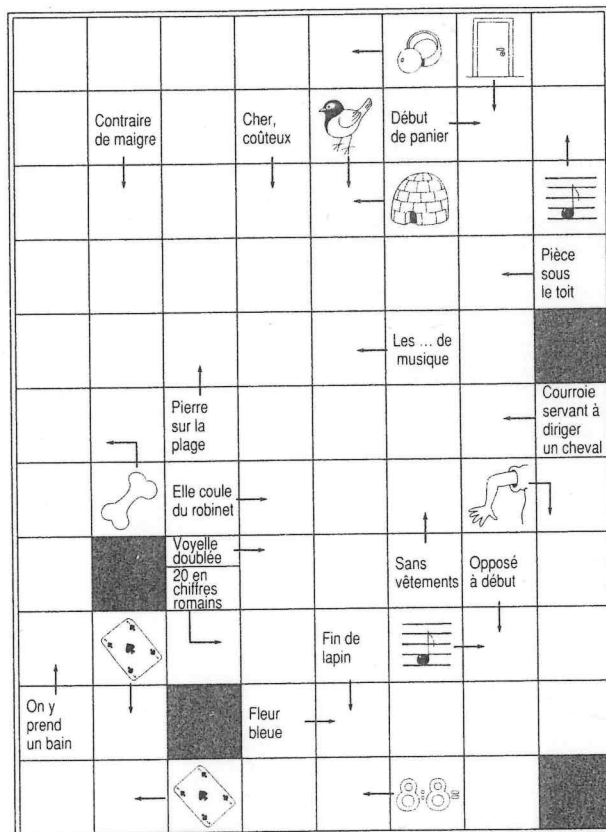 Contraire
de maigre
Cher,
coûteux
Début
de panier
Pièce
sous
le toit
Les ... de
musique
Pierre
sur la
plage
Courroie
servant à
diriger
un cheval
Elle coule
du robinet
Voyelle
doublée
20 en
chiffres
romains
Sans
vêtements
Opposé
à début
Fin de
lapin
On y
prend
un bain
Fleur
bleue
8:8=